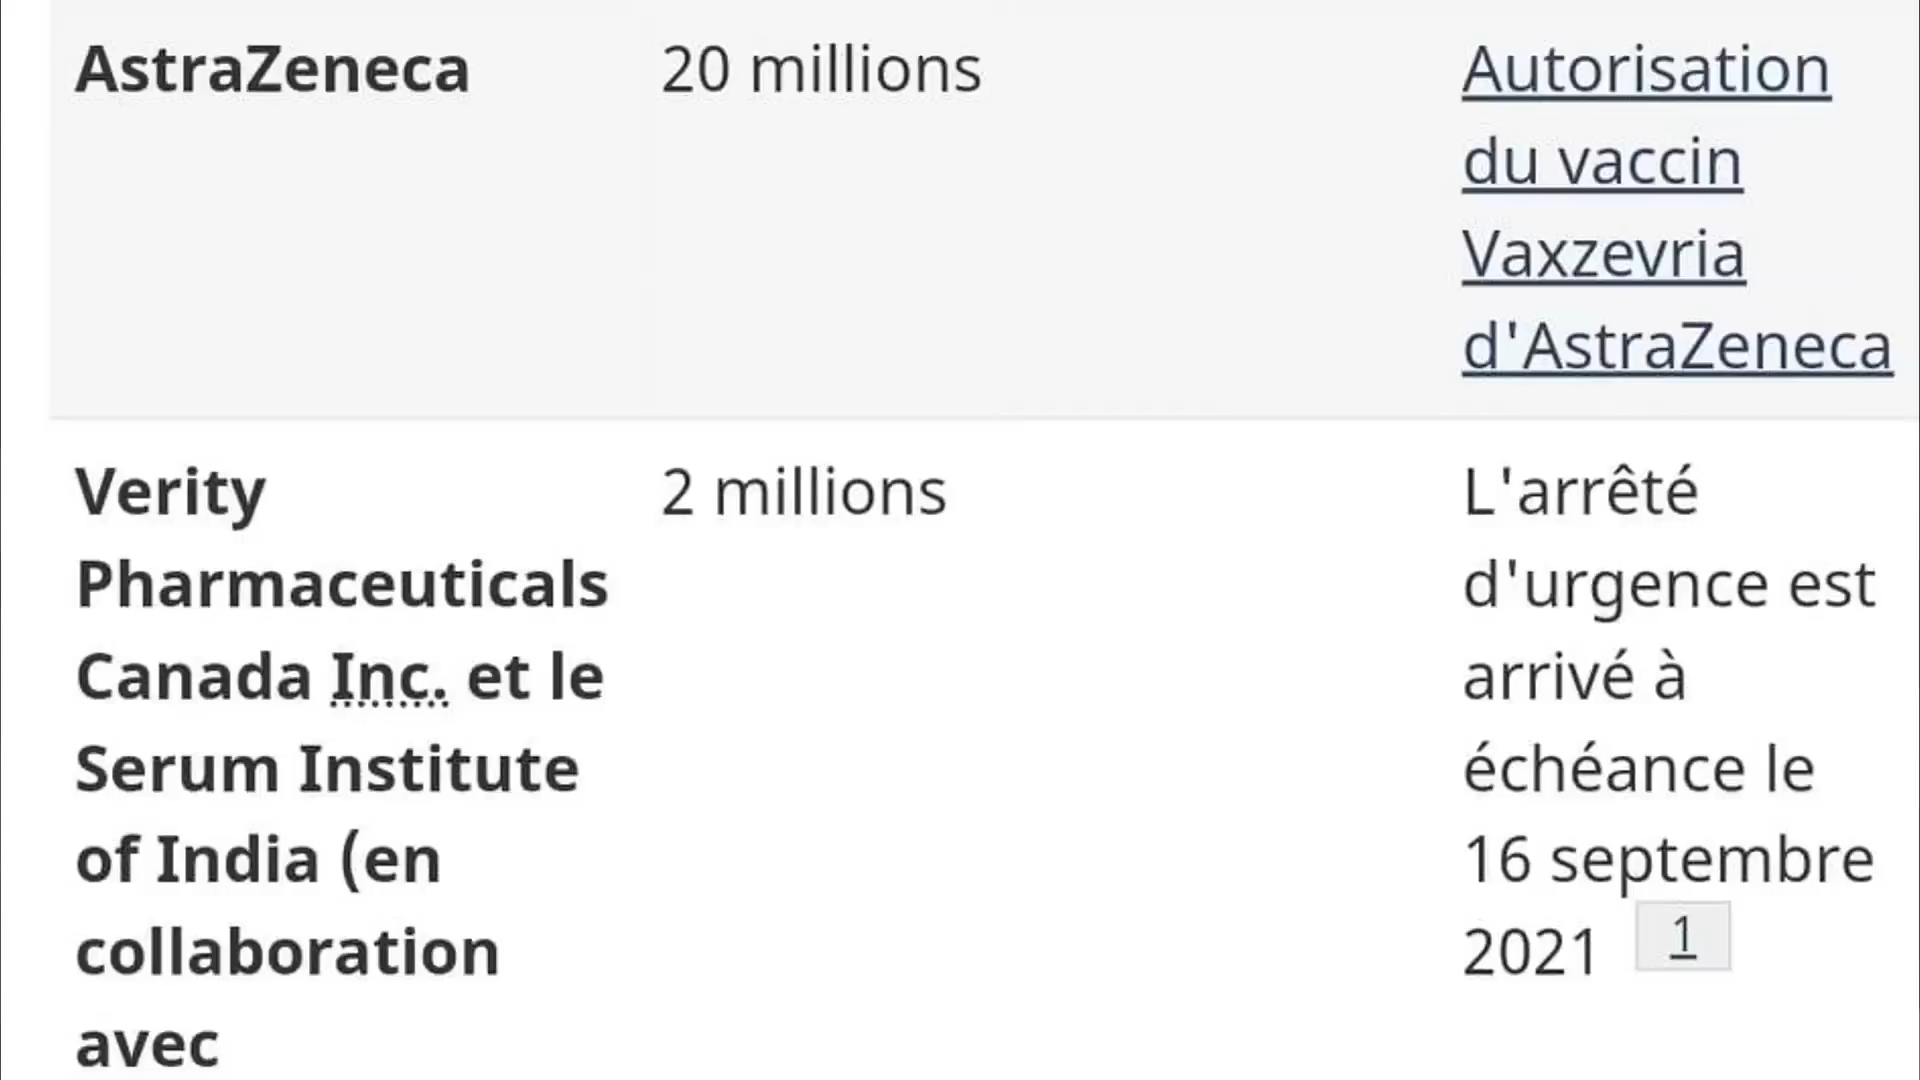 AstraZeneca
20 millions
Autorisation
du vaccin
Vaxzevria
d'AstraZeneca
Verity
Pharmaceuticals
Canada Inc. et le
Serum Institute
of India (en
collaboration
avec
2 millions
L'arrêté
d'urgence est
arrivé à
échéance le
16 septembre
2021 1